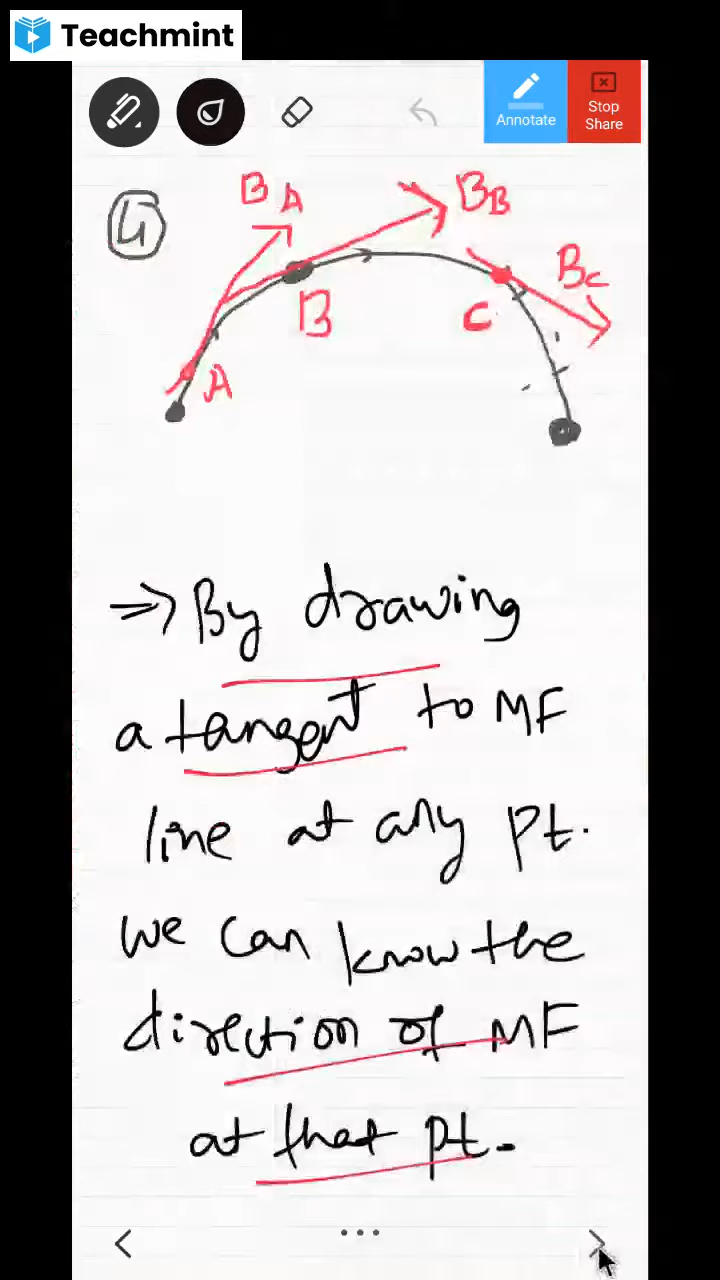 Teachmint
Annotate
Stop
Share
4
BA
BB
Bc
B
C
A
=> By drawing
a tangent to MF
line at any pt.
we can know the
direction of MF
at that pt.